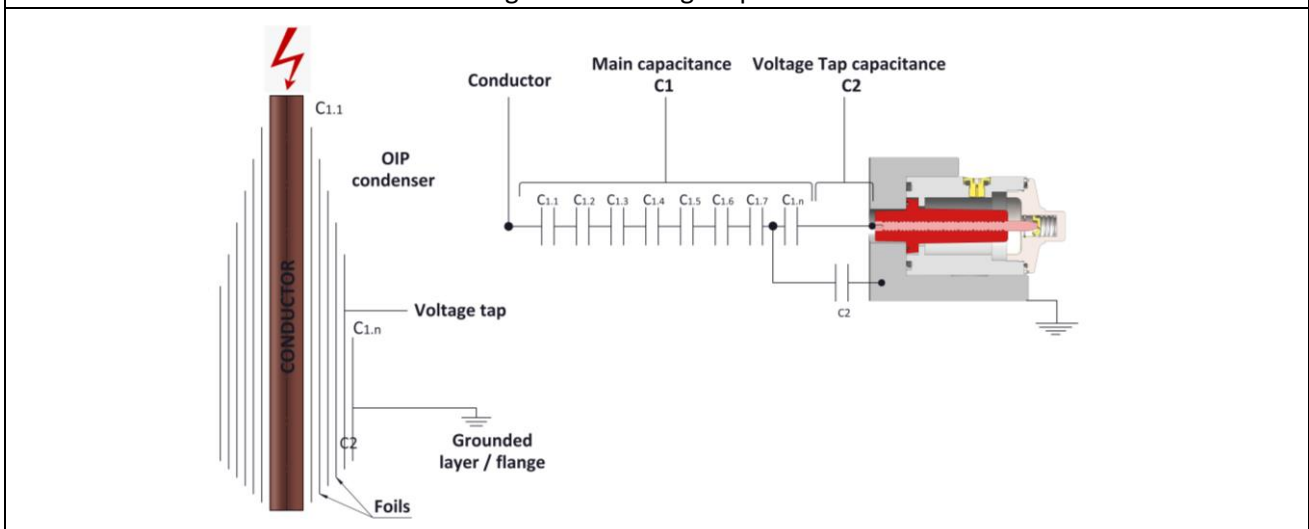 C1.1
OIP
condenser
CONDUCTOR
Voltage tap
C1.n
C2
Grounded
layer / flange
Foils
Conductor
Main capacitance
C1
Voltage Tap capacitance
C2
C1.1 C1.2 C1.3 C1.4 C1.5 C1.6 C1.7 C1.n
C2